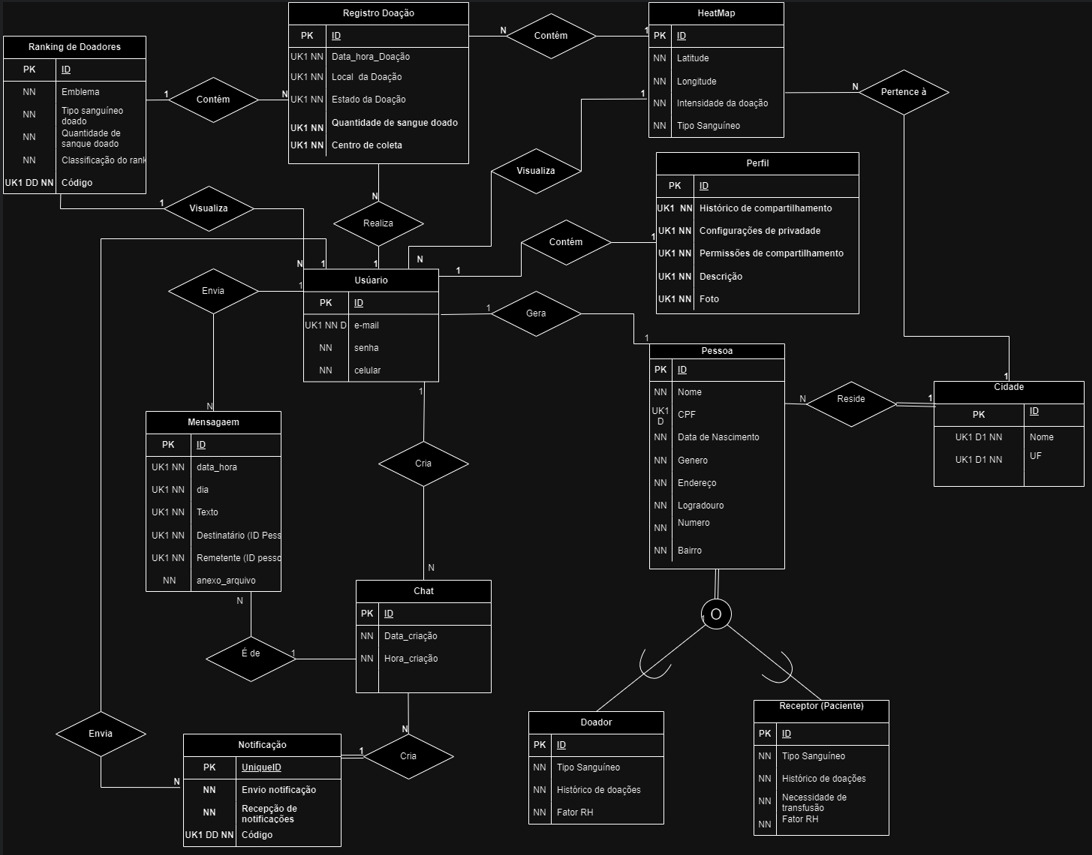 Ranking de Doadores
PK ID
NN Emblema
NN Tipo sanguíneo
doado
NN Quantidade de
sangue doado
NN Classificação do rank
UK1 DD NN Código
1
Contèm
N
Registro Doação
PK ID
UK1 NN Data_hora_Doação
UK1 NN Local da Doação
UK1 NN Estado da Doação
UK1 NN Quantidade de sangue doado
UK1 NN Centro de coleta
N
Contém
1
HeatMap
PK ID
NN Latitude
NN Longitude
NN Intensidade da doação
NN Tipo Sanguíneo
N
Pertence à
1
1
Visualiza
N
N
Realiza
1
1
Visualiza
N
1
Contém
1
Perfil
PK ID
UK1 NN Histórico de compartilhamento
UK1 NN Configurações de privadade
UK1 NN Permissões de compartilhamento
UK1 NN Descrição
UK1 NN Foto
Usúário
PK ID
UK1 NN D e-mail
NN senha
NN celular
1
Envia
N
1
Gera
1
Pessoa
PK ID
NN Nome
UK1
D CPF
NN Data de Nascimento
NN Genero
NN Endereço
NN Logradouro
NN Numero
NN Bairro
N
Reside
1
Cidade
PK ID
UK1 D1 NN Nome
UK1 D1 NN UF
Mensagaem
PK ID
UK1 NN data_hora
UK1 NN dia
UK1 NN Texto
UK1 NN Destinatário (ID Pess
UK1 NN Remetente (ID pesso
NN anexo_arquivo
1
Cria
N
N
É de
1
Chat
PK ID
NN Data_criação
NN Hora_criação
N
Cria
1
1
Envia
N
Notificação
PK UniqueID
NN Envio notificação
NN Recepção de
notificações
UK1 DD NN Código
O
1
Doador
PK ID
NN Tipo Sanguíneo
NN Histórico de doações
NN Fator RH
Receptor (Paciente)
PK ID
NN Tipo Sanguíneo
NN Histórico de doações
NN Necessidade de
transfusão
NN Fator RH